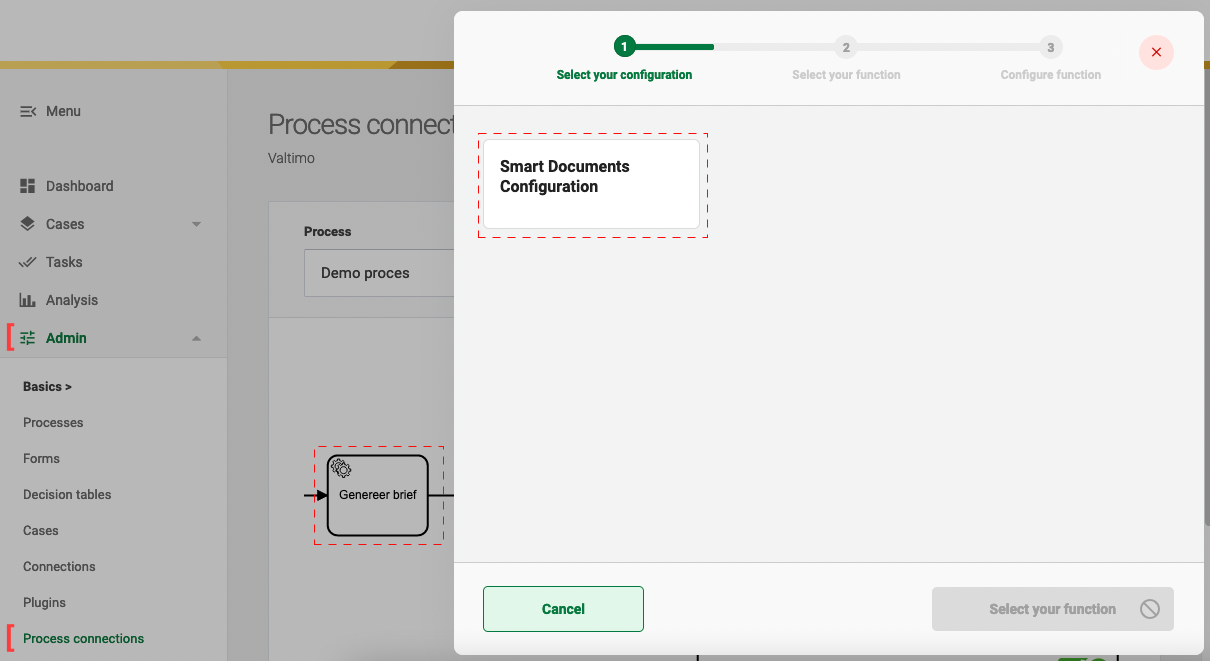 Menu
Dashboard
Cases
Tasks
Analysis
Admin
Basics >
Processes
Forms
Decision tables
Cases
Connections
Plugins
Process connections
Process connect
Valtimo
Process
Demo proces
Genereer brief
1
Select your configuration
2
Select your function
3
Configure function
Smart Documents
Configuration
Cancel
Select your function